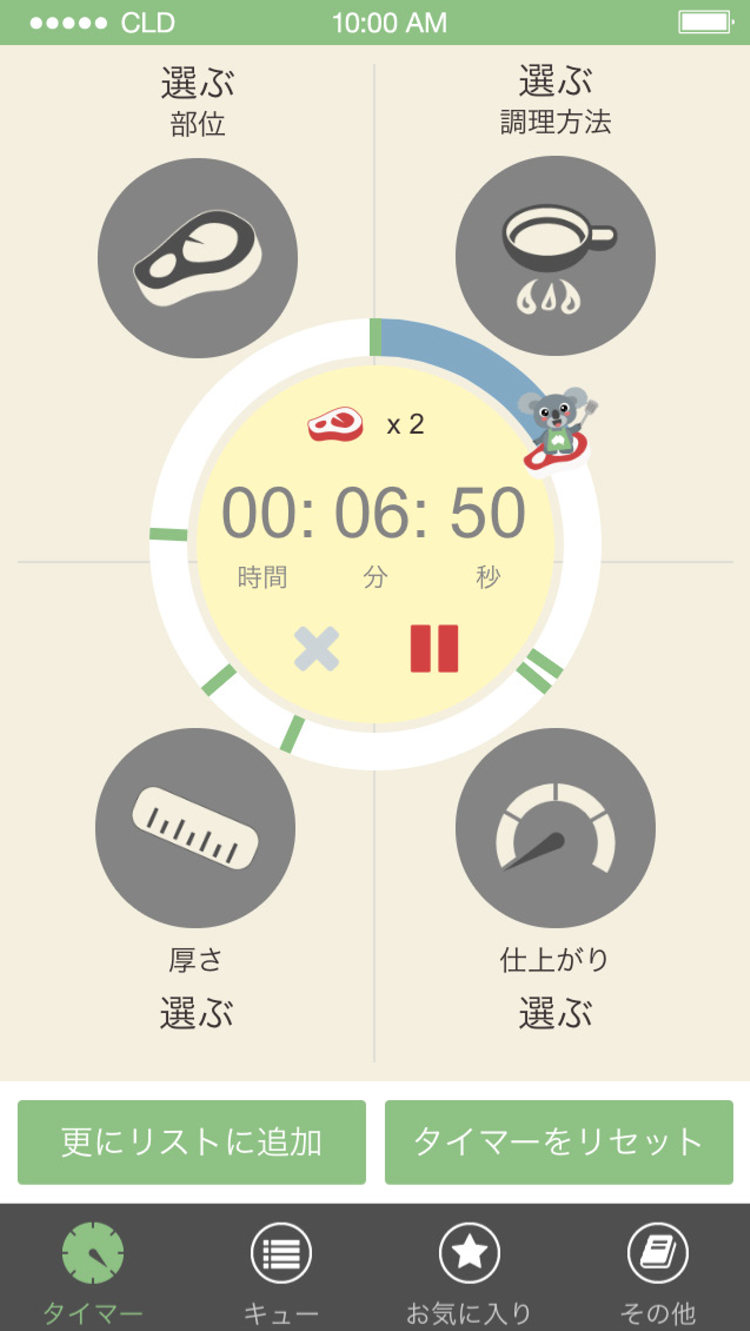 ●●●●● CLD 10:00 AM
選ぶ
部位
選ぶ
調理方法
x 2
00: 06: 50
時間 分 秒
厚さ
選ぶ
仕上がり
選ぶ
更にリストに追加
タイマーをリセット
タイマー キュー お気に入り その他